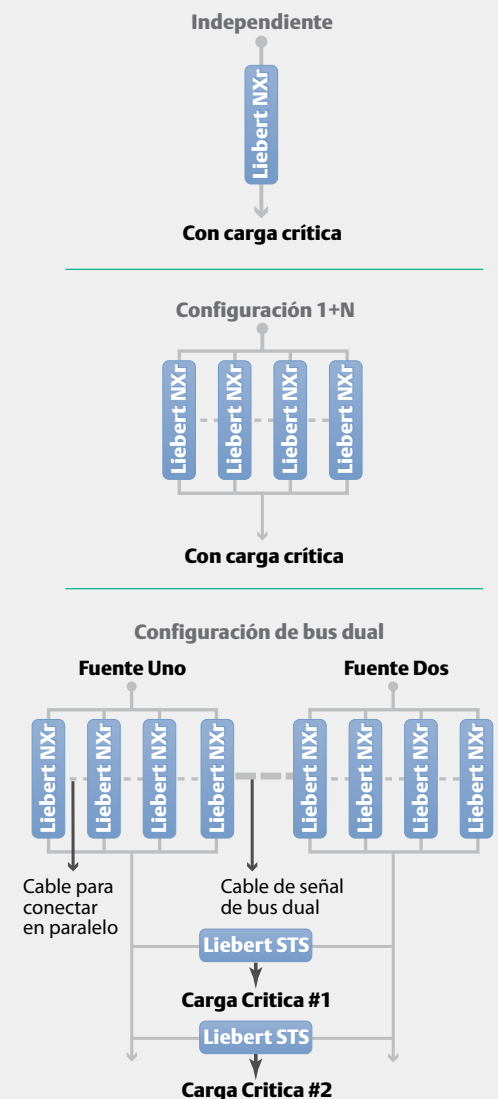 Independiente
Liebert NXr
Con carga crítica
Configuración 1+N
Liebert NXr
Liebert NXr
Liebert NXr
Liebert NXr
Con carga crítica
Configuración de bus dual
Fuente Uno
Fuente Dos
Liebert NXr
Liebert NXr
Liebert NXr
Liebert NXr
Liebert NXr
Liebert NXr
Liebert NXr
Liebert NXr
Cable para
conectar
en paralelo
Cable de señal
de bus dual
Liebert STS
Carga Critica #1
Liebert STS
Carga Critica #2